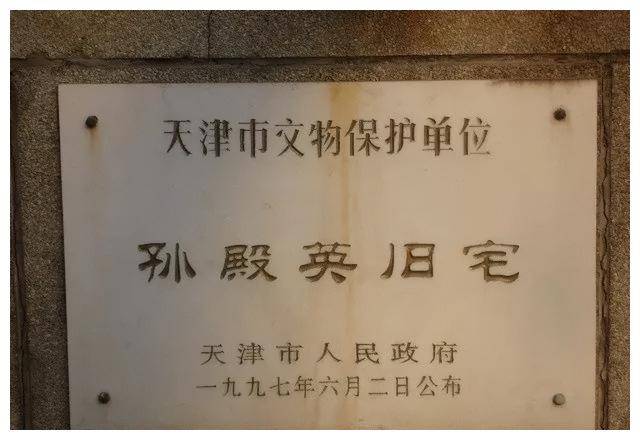 天津市文物保护单位
孙殿英旧宅
天津市人民政府
一九九七年六月二日公布